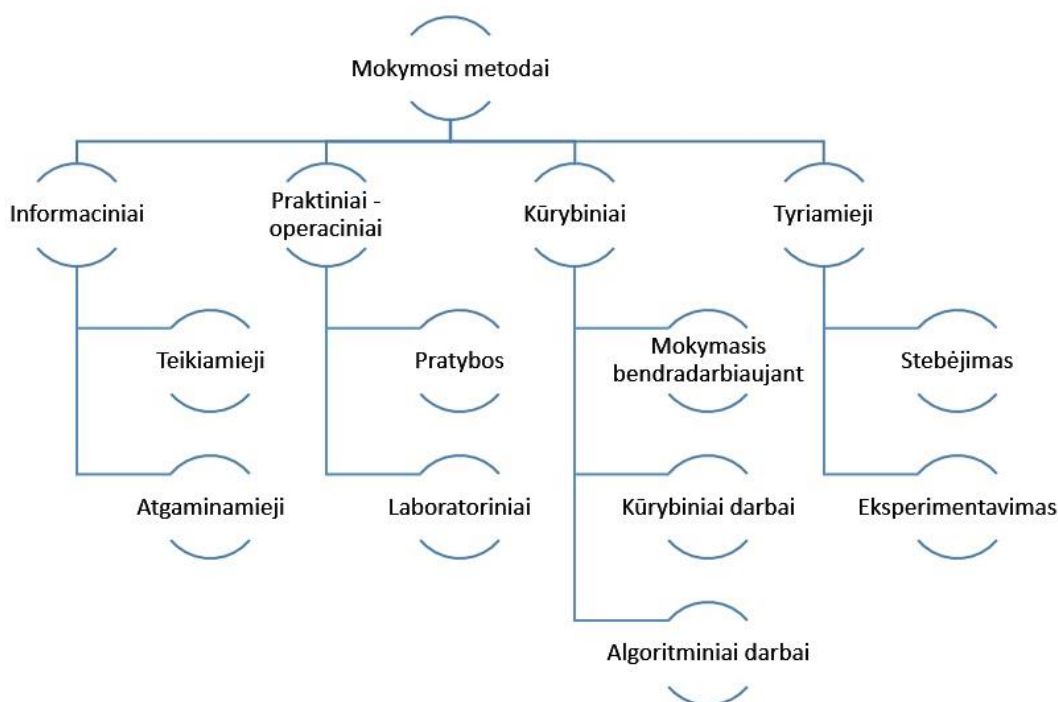 Mokymosi metodai
Informaciniai
Praktiniai -
operaciniai
Kūrybiniai
Tyriamieji
Teikiamieji
Pratybos
Mokymasis
bendradarbiaujant
Stebėjimas
Atgaminamieji
Laboratoriniai
Kūrybiniai darbai
Eksperimentavimas
Algoritminiai darbai